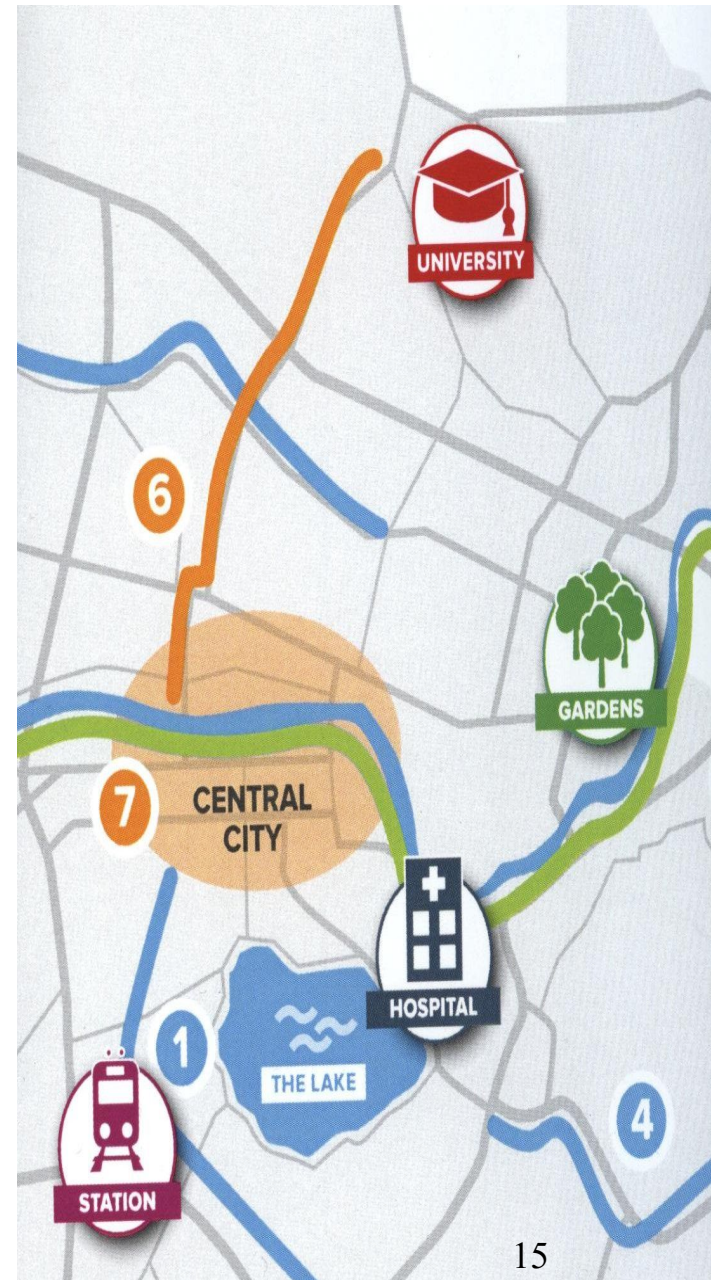 UNIVERSITY
6
GARDENS
7
CENTRAL
CITY
HOSPITAL
1
THE LAKE
4
STATION
15